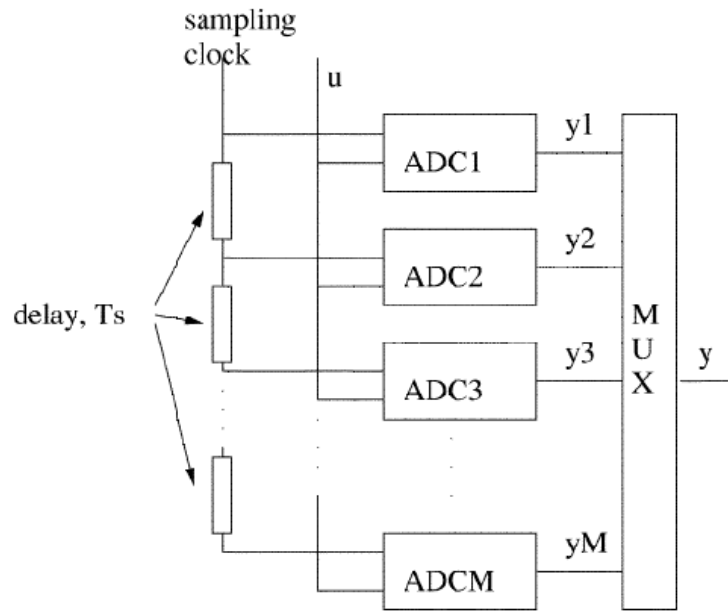 sampling
clock
u
ADC1
y1
ADC2
y2
delay, Ts
ADC3
y3
M
U
X
y
ADCM
yM